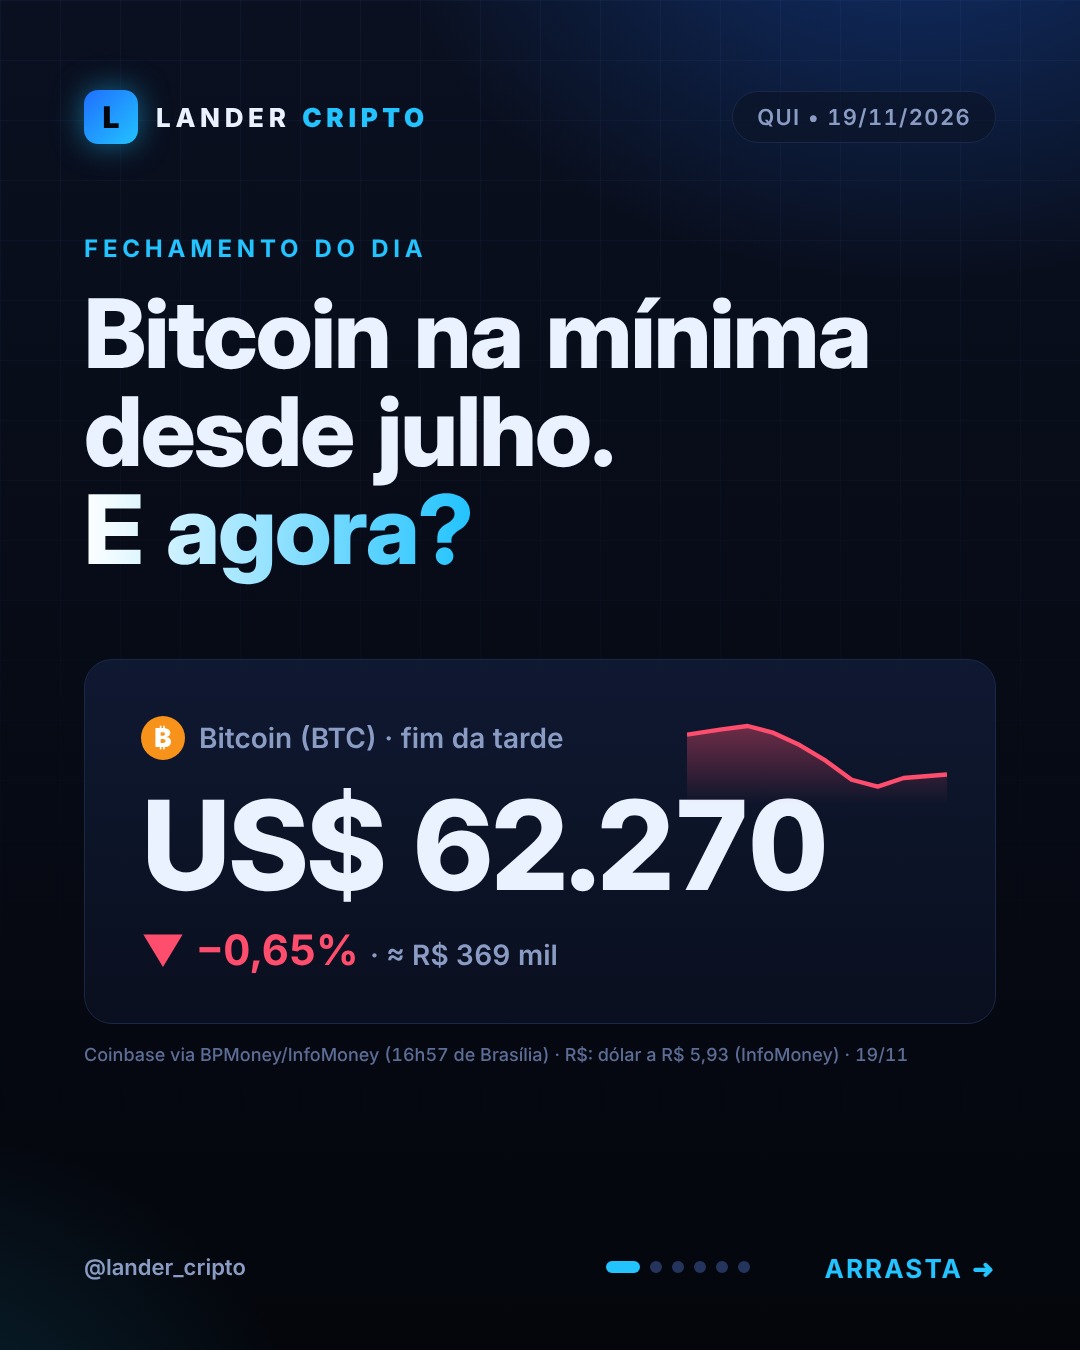 L LANDER CRIPTO
QUI • 19/11/2026
FECHAMENTO DO DIA
Bitcoin na mínima
desde julho.
E agora?
₿ Bitcoin (BTC) · fim da tarde
US$ 62.270
▼ −0,65% · ≈ R$ 369 mil
Coinbase via BPMoney/InfoMoney (16h57 de Brasília) · R$: dólar a R$ 5,93 (InfoMoney) · 19/11
@lander_cripto
ARRASTA ➜